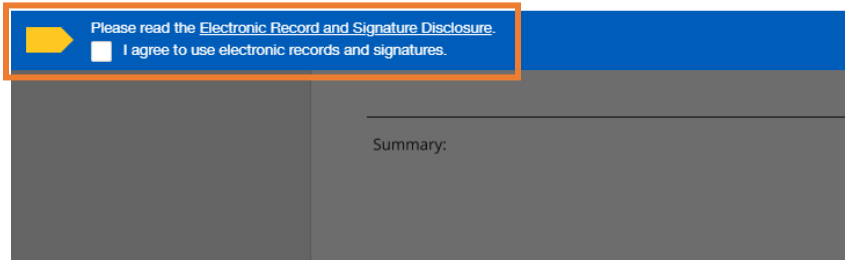 Please read the Electronic Record and Signature Disclosure.
I agree to use electronic records and signatures.
Summary: